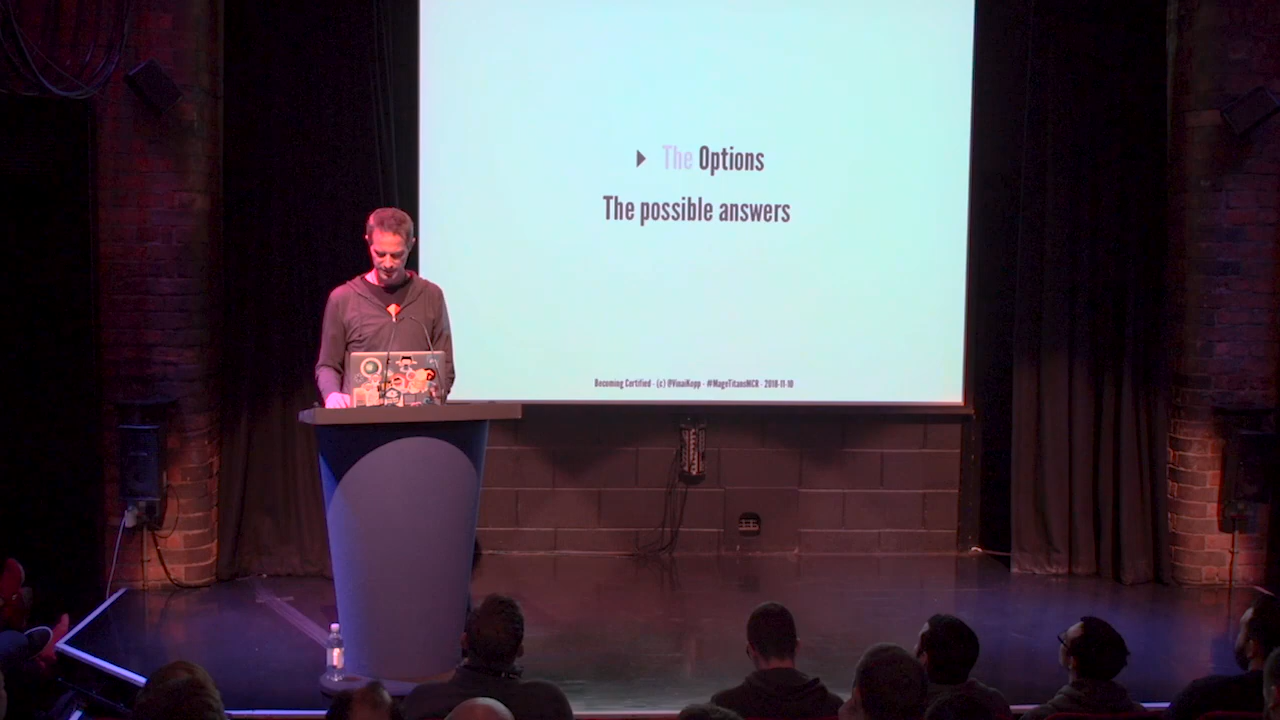 The Options
The possible answers
Becoming Certified - (c) @VinaiKopp - #MageTitansMCR - 2018-11-10